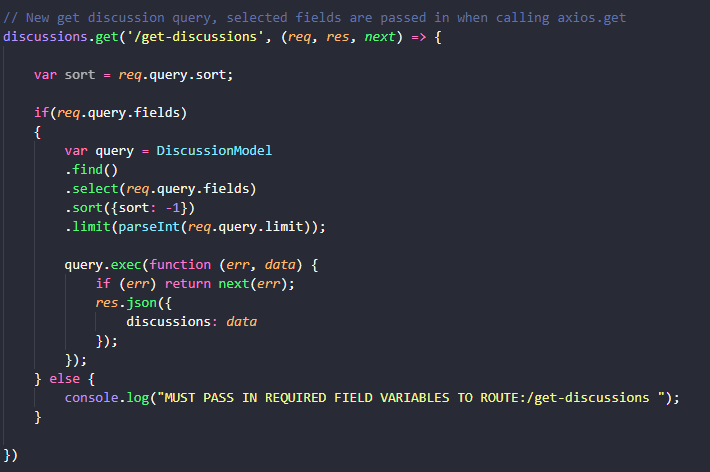 // New get discussion query, selected fields are passed in when calling axios.get
discussions.get('/get-discussions', (req, res, next) => {
var sort = req.query.sort;
if(req.query.fields)
{
var query = DiscussionModel
.find()
.select(req.query.fields)
.sort({sort: -1})
.limit(parseInt(req.query.limit));
query.exec(function (err, data) {
if (err) return next(err);
res.json({
discussions: data
});
});
} else {
console.log("MUST PASS IN REQUIRED FIELD VARIABLES TO ROUTE:/get-discussions ");
}
})